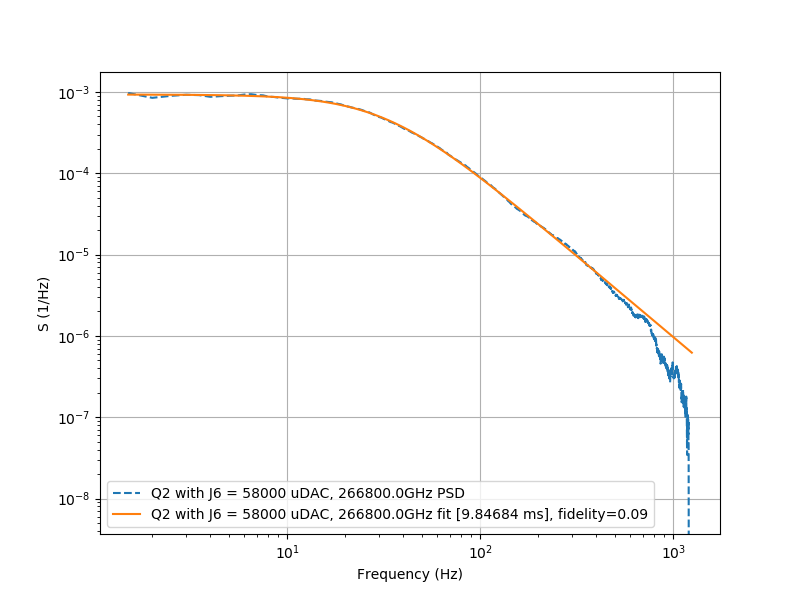 10⁻³
10⁻⁴
10⁻⁵
10⁻⁶
10⁻⁷
10⁻⁸
S (1/Hz)
Q2 with J6 = 58000 uDAC, 266800.0GHz PSD
Q2 with J6 = 58000 uDAC, 266800.0GHz fit [9.84684 ms], fidelity=0.09
10¹ 10² 10³
Frequency (Hz)